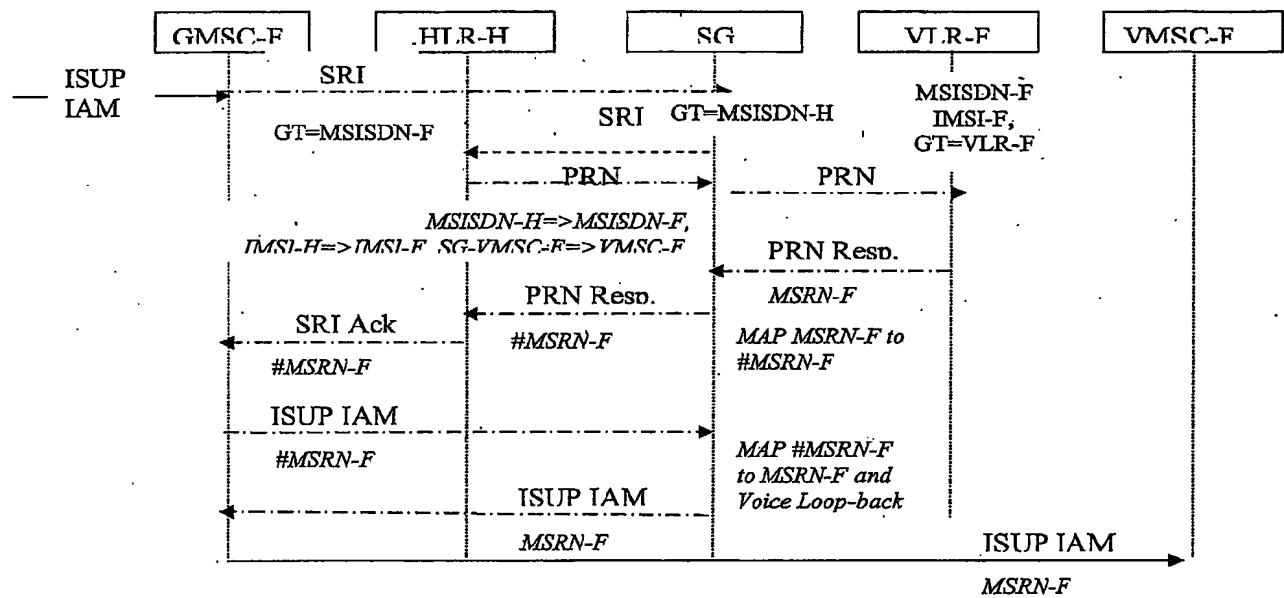 GMSC-F HLR-H SG VLR-F VMSC-F
ISUP
IAM
SRI
GT=MSISDN-F
SRI GT=MSISDN-H
MSISDN-F
IMSI-F,
GT=VLR-F
PRN
PRN
MSISDN-H=>MSISDN-F,
IMSI-H=>IMSI-F SG-VMSC-F=>VMSC-F
PRN Resp.
MSRN-F
PRN Resp.
#MSRN-F
MAP MSRN-F to
#MSRN-F
SRI Ack
#MSRN-F
ISUP IAM
#MSRN-F
MAP #MSRN-F
to MSRN-F and
Voice Loop-back
ISUP IAM
MSRN-F
ISUP IAM
MSRN-F